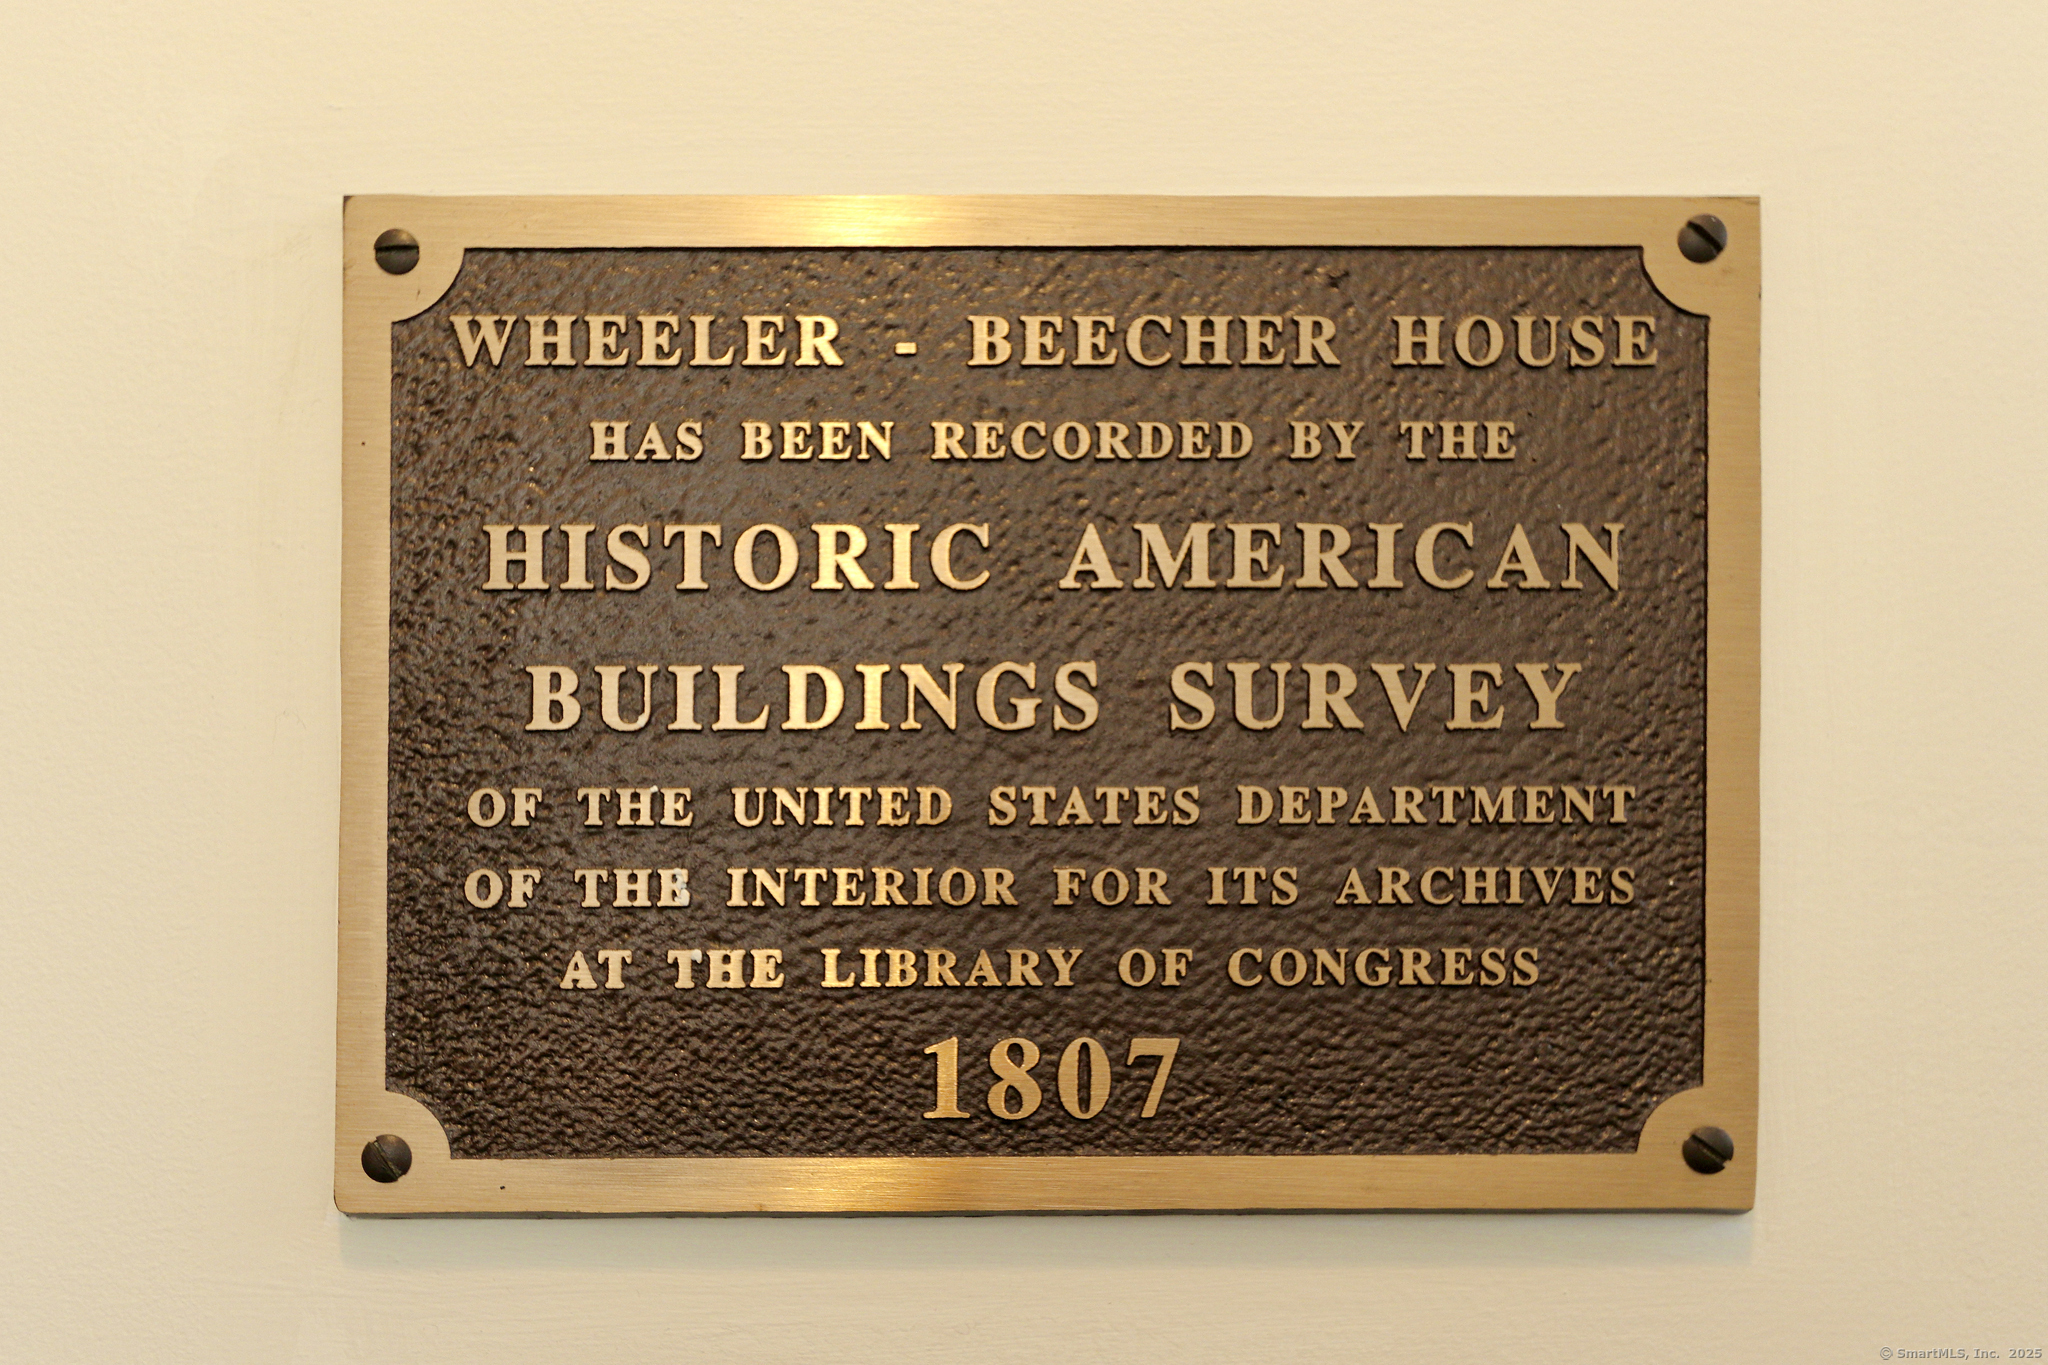 WHEELER - BEECHER HOUSE
HAS BEEN RECORDED BY THE
HISTORIC AMERICAN
BUILDINGS SURVEY
OF THE UNITED STATES DEPARTMENT
OF THE INTERIOR FOR ITS ARCHIVES
AT THE LIBRARY OF CONGRESS
1807
© SmartMLS, Inc. 2025